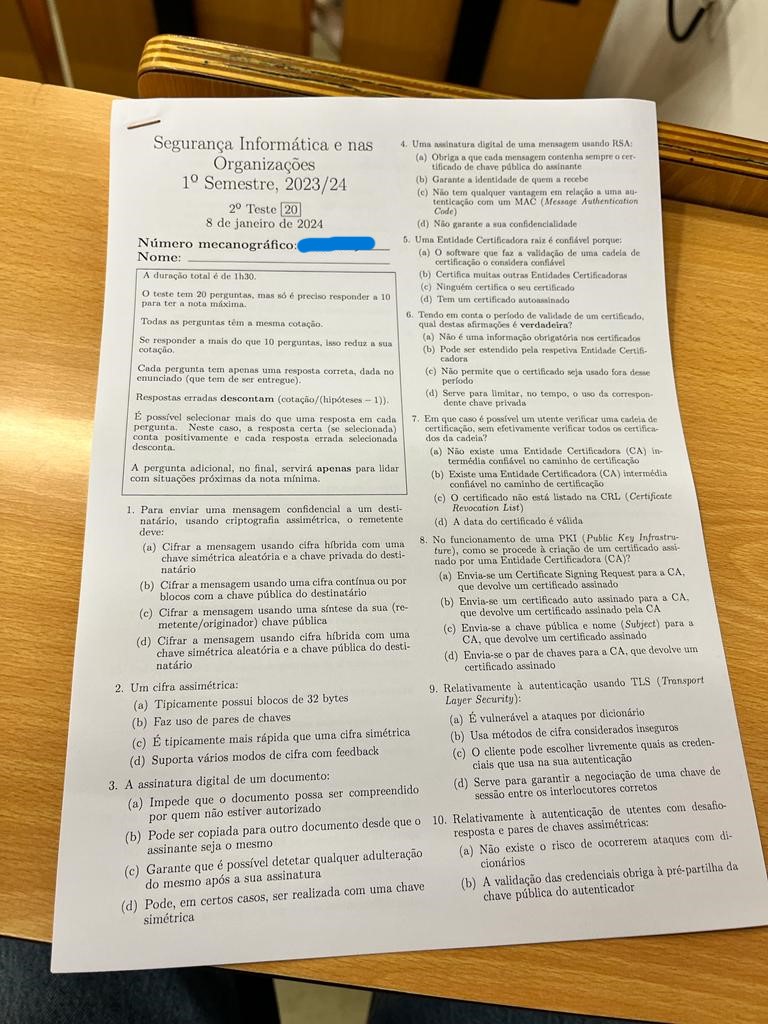 Segurança Informática e nas
Organizações
1º Semestre, 2023/24
2º Teste 20
8 de janeiro de 2024
Número mecanográfico:
Nome:
A duração total é de 1h30.
O teste tem 20 perguntas, mas só é preciso responder a 10
para ter a nota máxima.
Todas as perguntas têm a mesma cotação.
Se responder a mais do que 10 perguntas, isso reduz a sua
cotação.
Cada pergunta tem apenas uma resposta correta, dada no
enunciado (que tem de ser entregue).
Respostas erradas descontam (cotação/(hipóteses − 1)).
É possível selecionar mais do que uma resposta em cada
pergunta. Neste caso, a resposta certa (se selecionada)
conta positivamente e cada resposta errada selecionada
desconta.
A pergunta adicional, no final, servirá apenas para lidar
com situações próximas da nota mínima.
1. Para enviar uma mensagem confidencial a um desti-
natário, usando criptografia assimétrica, o remetente
deve:
(a) Cifrar a mensagem usando cifra híbrida com uma
chave simétrica aleatória e a chave privada do desti-
natário
(b) Cifrar a mensagem usando uma cifra contínua ou por
blocos com a chave pública do destinatário
(c) Cifrar a mensagem usando uma síntese da sua (re-
metente/originador) chave pública
(d) Cifrar a mensagem usando cifra híbrida com uma
chave simétrica aleatória e a chave pública do desti-
natário
2. Um cifra assimétrica:
(a) Tipicamente possui blocos de 32 bytes
(b) Faz uso de pares de chaves
(c) É tipicamente mais rápida que uma cifra simétrica
(d) Suporta vários modos de cifra com feedback
3. A assinatura digital de um documento:
(a) Impede que o documento possa ser compreendido
por quem não estiver autorizado
(b) Pode ser copiada para outro documento desde que o
assinante seja o mesmo
(c) Garante que é possível detetar qualquer adulteração
do mesmo após a sua assinatura
(d) Pode, em certos casos, ser realizada com uma chave
simétrica
4. Uma assinatura digital de uma mensagem usando RSA:
(a) Obriga a que cada mensagem contenha sempre o cer-
tificado de chave pública do assinante
(b) Garante a identidade de quem a recebe
(c) Não tem qualquer vantagem em relação a uma au-
tenticação com um MAC (Message Authentication
Code)
(d) Não garante a sua confidencialidade
5. Uma Entidade Certificadora raiz é confiável porque:
(a) O software que faz a validação de uma cadeia de
certificação o considera confiável
(b) Certifica muitas outras Entidades Certificadoras
(c) Ninguém certifica o seu certificado
(d) Tem um certificado autoassinado
6. Tendo em conta o período de validade de um certificado,
qual destas afirmações é verdadeira?
(a) Não é uma informação obrigatória nos certificados
(b) Pode ser estendido pela respetiva Entidade Certifi-
cadora
(c) Não permite que o certificado seja usado fora desse
período
(d) Serve para limitar, no tempo, o uso da correspon-
dente chave privada
7. Em que caso é possível um utente verificar uma cadeia de
certificação, sem efetivamente verificar todos os certifica-
dos da cadeia?
(a) Não existe uma Entidade Certificadora (CA) in-
termédia confiável no caminho de certificação
(b) Existe uma Entidade Certificadora (CA) intermédia
confiável no caminho de certificação
(c) O certificado não está listado na CRL (Certificate
Revocation List)
(d) A data do certificado é válida
8. No funcionamento de uma PKI (Public Key Infrastru-
ture), como se procede à criação de um certificado assi-
nado por uma Entidade Certificadora (CA)?
(a) Envia-se um Certificate Signing Request para a CA,
que devolve um certificado assinado
(b) Envia-se um certificado auto assinado para a CA,
que devolve um certificado assinado pela CA
(c) Envia-se a chave pública e nome (Subject) para a
CA, que devolve um certificado assinado
(d) Envia-se o par de chaves para a CA, que devolve um
certificado assinado
9. Relativamente à autenticação usando TLS (Transport
Layer Security):
(a) É vulnerável a ataques por dicionário
(b) Usa métodos de cifra considerados inseguros
(c) O cliente pode escolher livremente quais as creden-
ciais que usa na sua autenticação
(d) Serve para garantir a negociação de uma chave de
sessão entre os interlocutores corretos
10. Relativamente à autenticação de utentes com desafio-
resposta e pares de chaves assimétricas:
(a) Não existe o risco de ocorrerem ataques com di-
cionários
(b) A validação das credenciais obriga à pré-partilha da
chave pública do autenticador